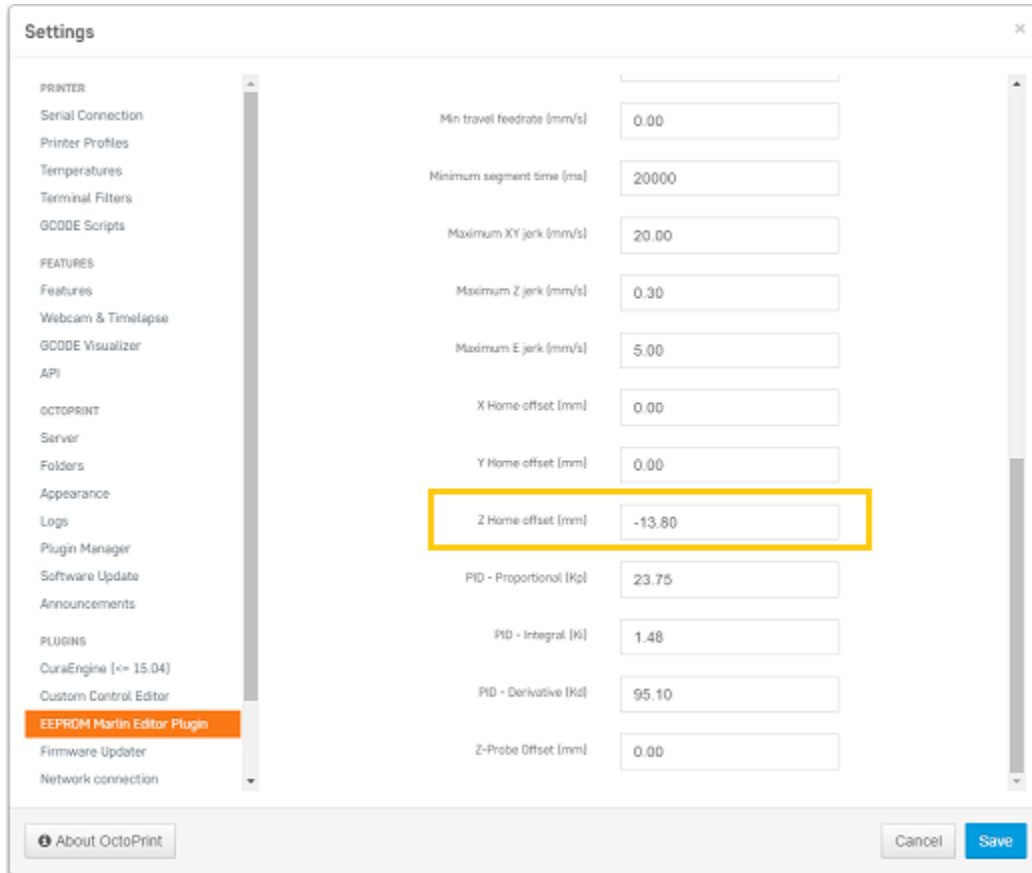 Settings
×
PRINTER
Serial Connection
Printer Profiles
Temperatures
Terminal Filters
GCODE Scripts
FEATURES
Features
Webcam & Timelapse
GCODE Visualizer
API
OCTOPRINT
Server
Folders
Appearance
Logs
Plugin Manager
Software Update
Announcements
PLUGINS
CuraEngine (<= 15.04)
Custom Control Editor
EEPROM Marlin Editor Plugin
Firmware Updater
Network connection
Min travel feedrate (mm/s) 0.00
Minimum segment time (ms) 20000
Maximum XY jerk (mm/s) 20.00
Maximum Z jerk (mm/s) 0.30
Maximum E jerk (mm/s) 5.00
X Home offset (mm) 0.00
Y Home offset (mm) 0.00
Z Home offset (mm) -13.80
PID - Proportional (Kp) 23.75
PID - Integral (Ki) 1.48
PID - Derivative (Kd) 95.10
Z-Probe Offset (mm) 0.00
About OctoPrint
Cancel
Save